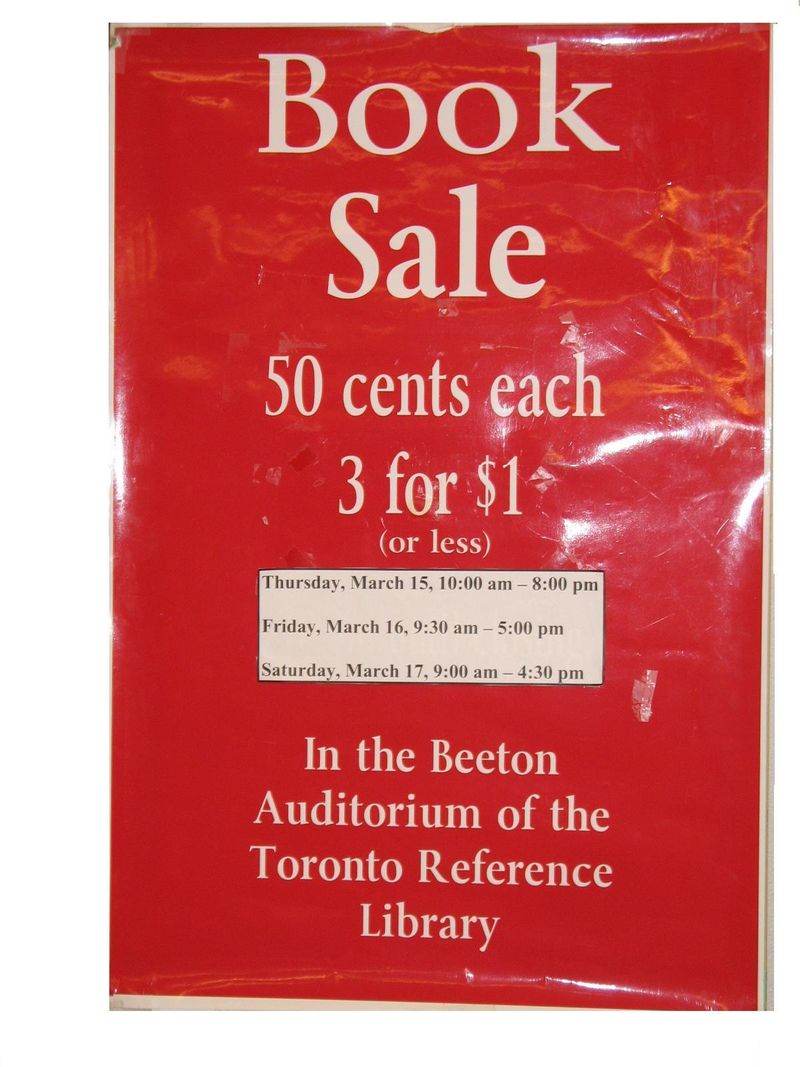 Book
Sale
50 cents each
3 for $1
(or less)
Thursday, March 15, 10:00 am – 8:00 pm
Friday, March 16, 9:30 am – 5:00 pm
Saturday, March 17, 9:00 am – 4:30 pm
In the Beeton
Auditorium of the
Toronto Reference
Library